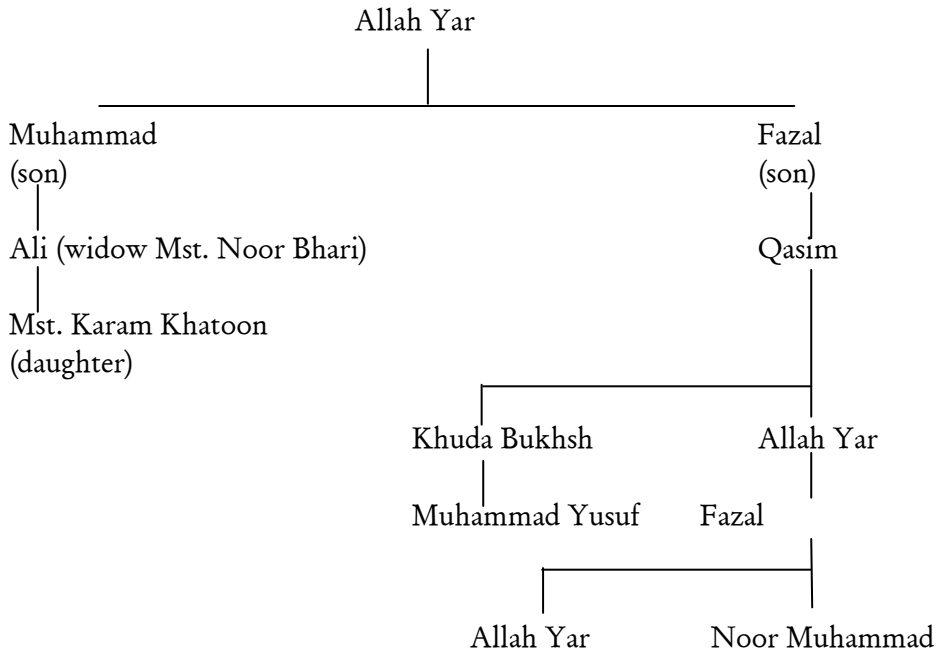 Allah Yar
Muhammad Fazal
(son) (son)
Ali (widow Mst. Noor Bhari) Qasim
Mst. Karam Khatoon
(daughter)
Khuda Bukhsh Allah Yar
Muhammad Yusuf Fazal
Allah Yar Noor Muhammad